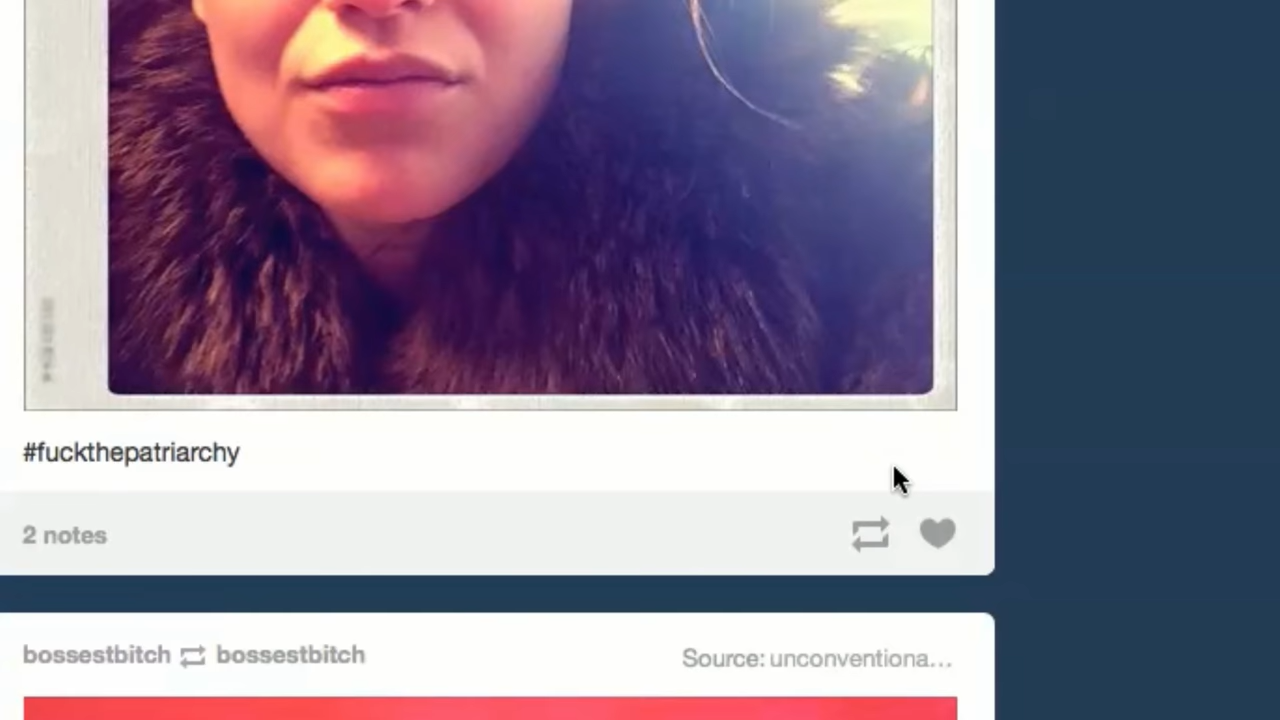 #fuckthepatriarchy
2 notes
bossestbitch bossestbitch
Source: unconventiona...